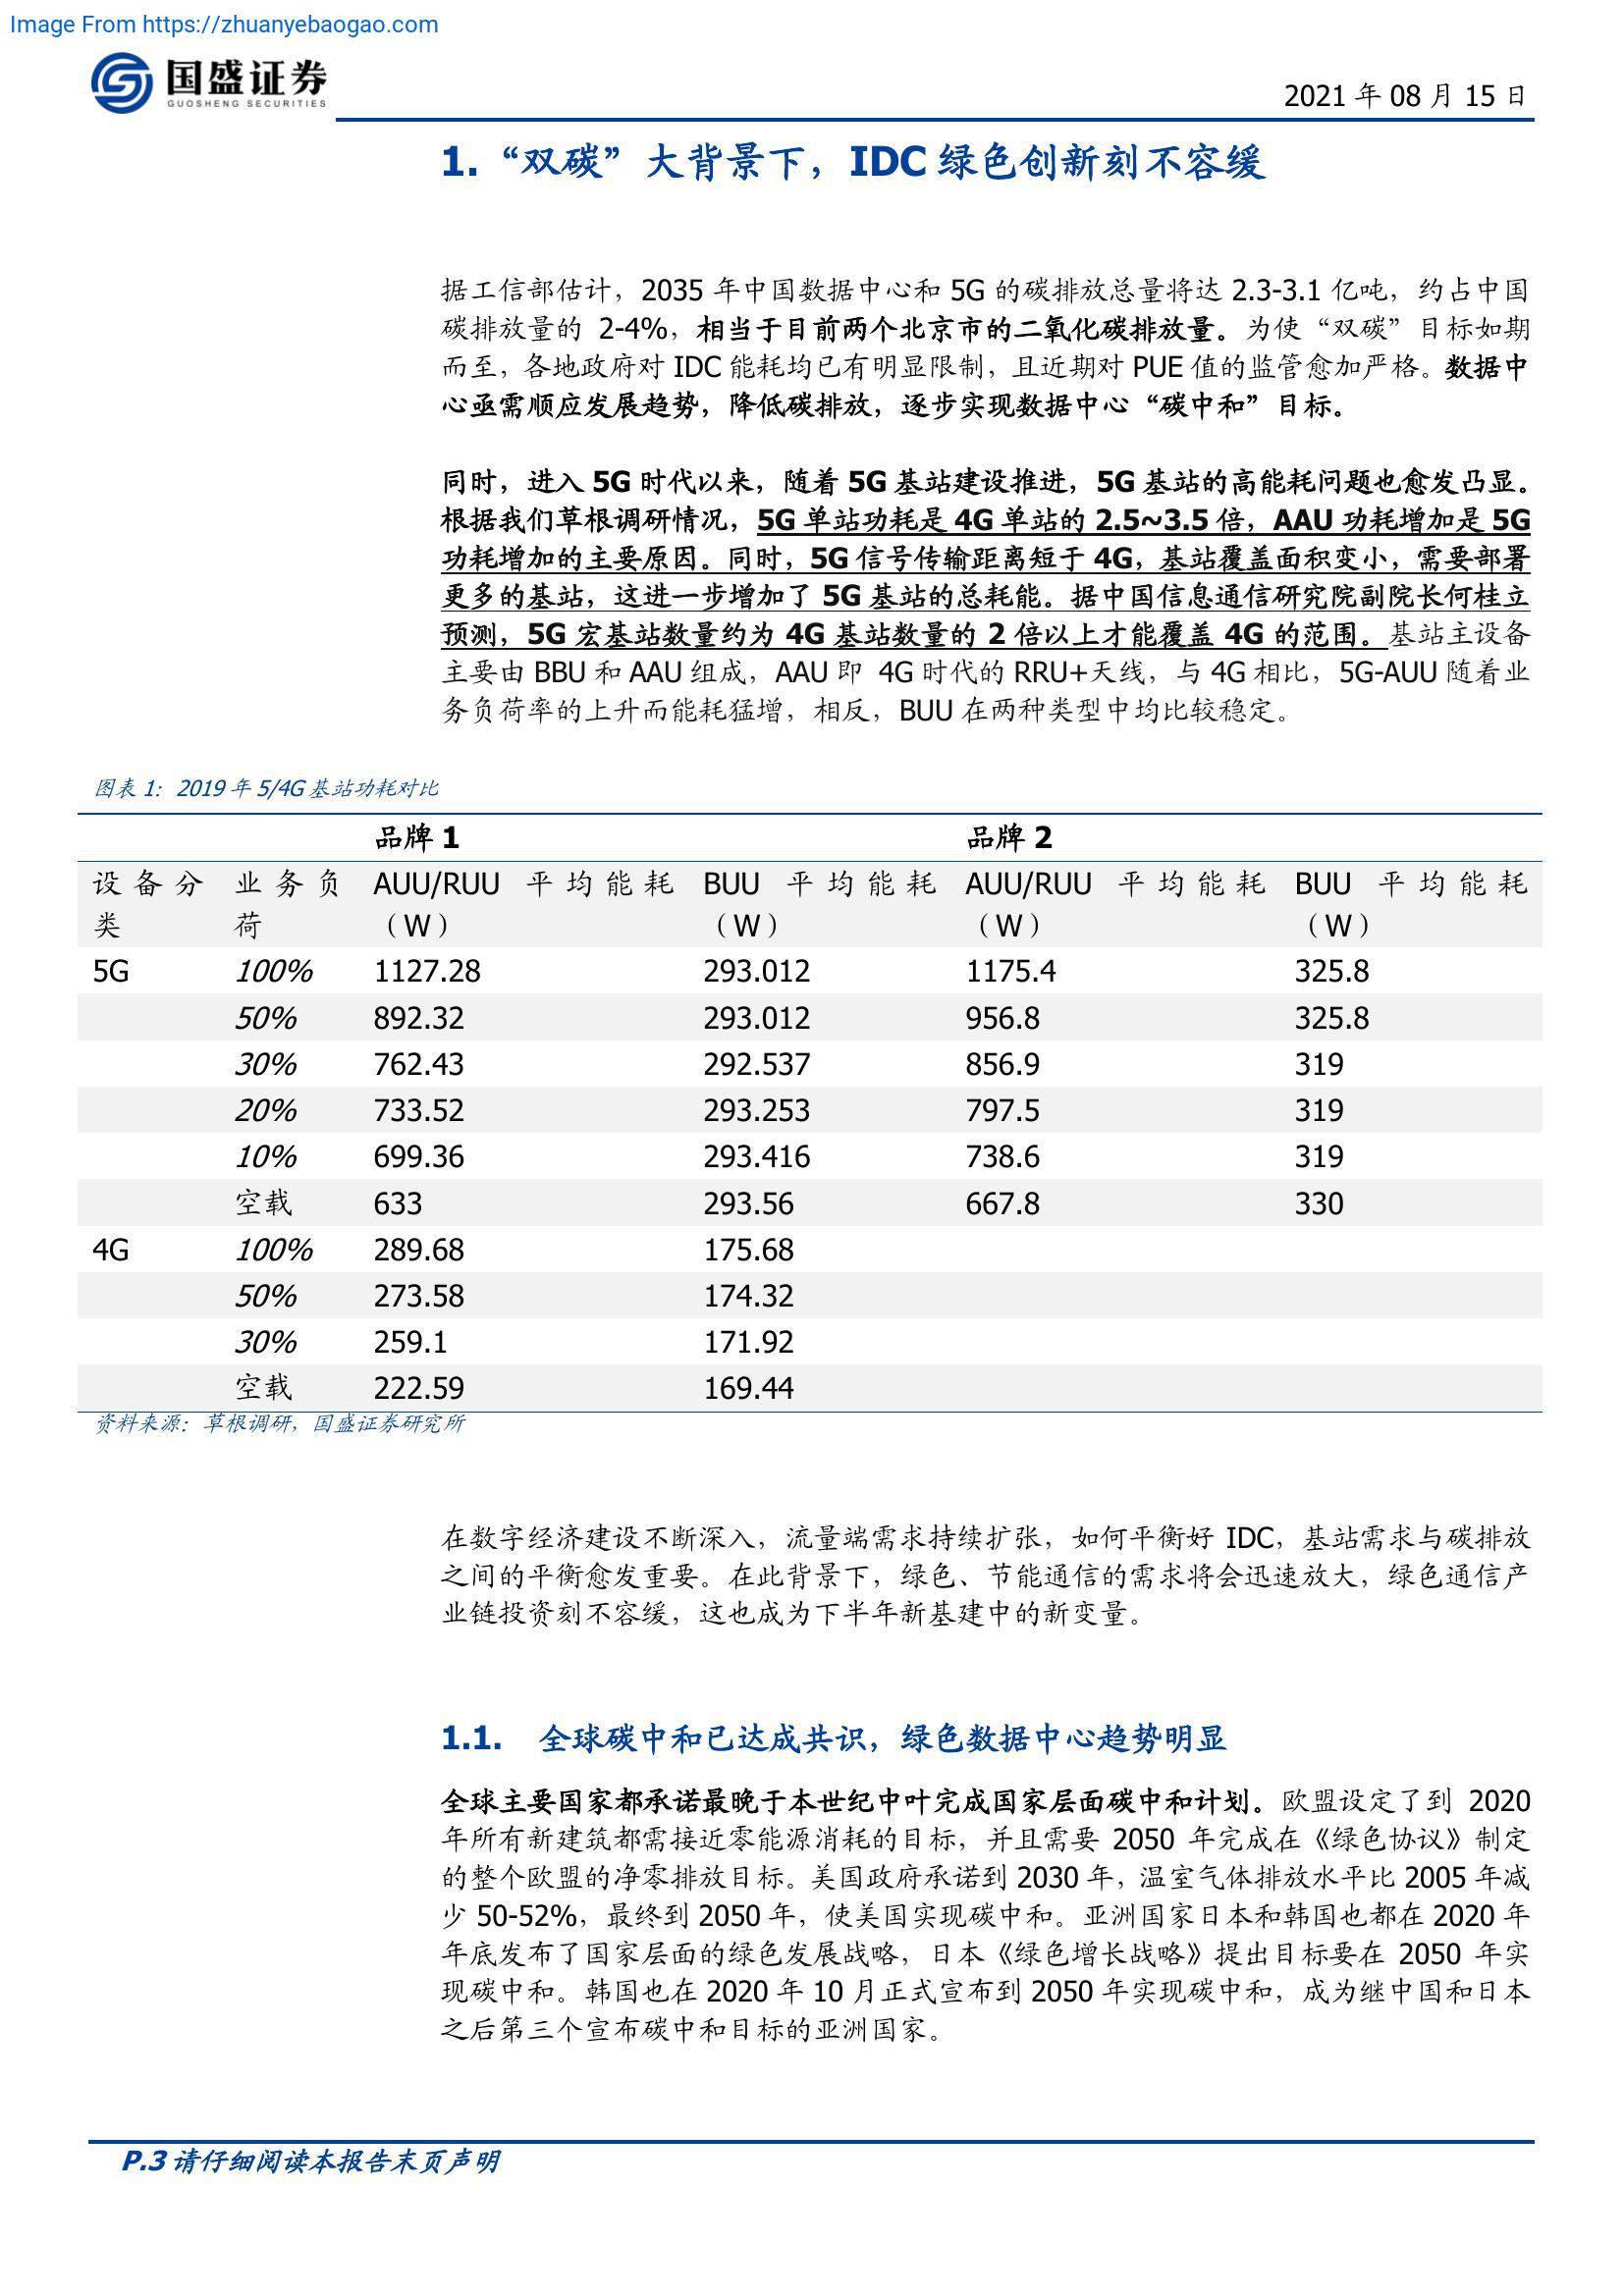 Image From https://zhuanyebaogao.com
国盛证券
GUOSHENG SECURITIES
2021 年 08 月 15 日
1. “双碳”大背景下，IDC 绿色创新刻不容缓
据工信部估计，2035 年中国数据中心和 5G 的碳排放总量将达 2.3-3.1 亿吨，约占中国
碳排放量的 2-4%，相当于目前两个北京市的二氧化碳排放量。为使“双碳”目标如期
而至，各地政府对 IDC 能耗均已有明显限制，且近期对 PUE 值的监管愈加严格。数据中
心亟需顺应发展趋势，降低碳排放，逐步实现数据中心“碳中和”目标。
同时，进入 5G 时代以来，随着 5G 基站建设推进，5G 基站的高能耗问题也愈发凸显。
根据我们草根调研情况，5G 单站功耗是 4G 单站的 2.5~3.5 倍，AAU 功耗增加是 5G
功耗增加的主要原因。同时，5G 信号传输距离短于 4G，基站覆盖面积变小，需要部署
更多的基站，这进一步增加了 5G 基站的总耗能。据中国信息通信研究院副院长何桂立
预测，5G 宏基站数量约为 4G 基站数量的 2 倍以上才能覆盖 4G 的范围。基站主设备
主要由 BBU 和 AAU 组成，AAU 即 4G 时代的 RRU+天线，与 4G 相比，5G-AUU 随着业
务负荷率的上升而能耗猛增，相反，BUU 在两种类型中均比较稳定。
图表 1：2019 年 5/4G 基站功耗对比
品牌 1 品牌 2
设备分 业务负 AUU/RUU 平均能耗 BUU 平均能耗 AUU/RUU 平均能耗 BUU 平均能耗
类 荷 （W） （W） （W） （W）
5G 100% 1127.28 293.012 1175.4 325.8
50% 892.32 293.012 956.8 325.8
30% 762.43 292.537 856.9 319
20% 733.52 293.253 797.5 319
10% 699.36 293.416 738.6 319
空载 633 293.56 667.8 330
4G 100% 289.68 175.68
50% 273.58 174.32
30% 259.1 171.92
空载 222.59 169.44
资料来源：草根调研，国盛证券研究所
在数字经济建设不断深入，流量端需求持续扩张，如何平衡好 IDC，基站需求与碳排放
之间的平衡愈发重要。在此背景下，绿色、节能通信的需求将会迅速放大，绿色通信产
业链投资刻不容缓，这也成为下半年新基建中的新变量。
1.1. 全球碳中和已达成共识，绿色数据中心趋势明显
全球主要国家都承诺最晚于本世纪中叶完成国家层面碳中和计划。欧盟设定了到 2020
年所有新建筑都需接近零能源消耗的目标，并且需要 2050 年完成在《绿色协议》制定
的整个欧盟的净零排放目标。美国政府承诺到 2030 年，温室气体排放水平比 2005 年减
少 50-52%，最终到 2050 年，使美国实现碳中和。亚洲国家日本和韩国也都在 2020 年
年底发布了国家层面的绿色发展战略，日本《绿色增长战略》提出目标要在 2050 年实
现碳中和。韩国也在 2020 年 10 月正式宣布到 2050 年实现碳中和，成为继中国和日本
之后第三个宣布碳中和目标的亚洲国家。
P.3 请仔细阅读本报告末页声明